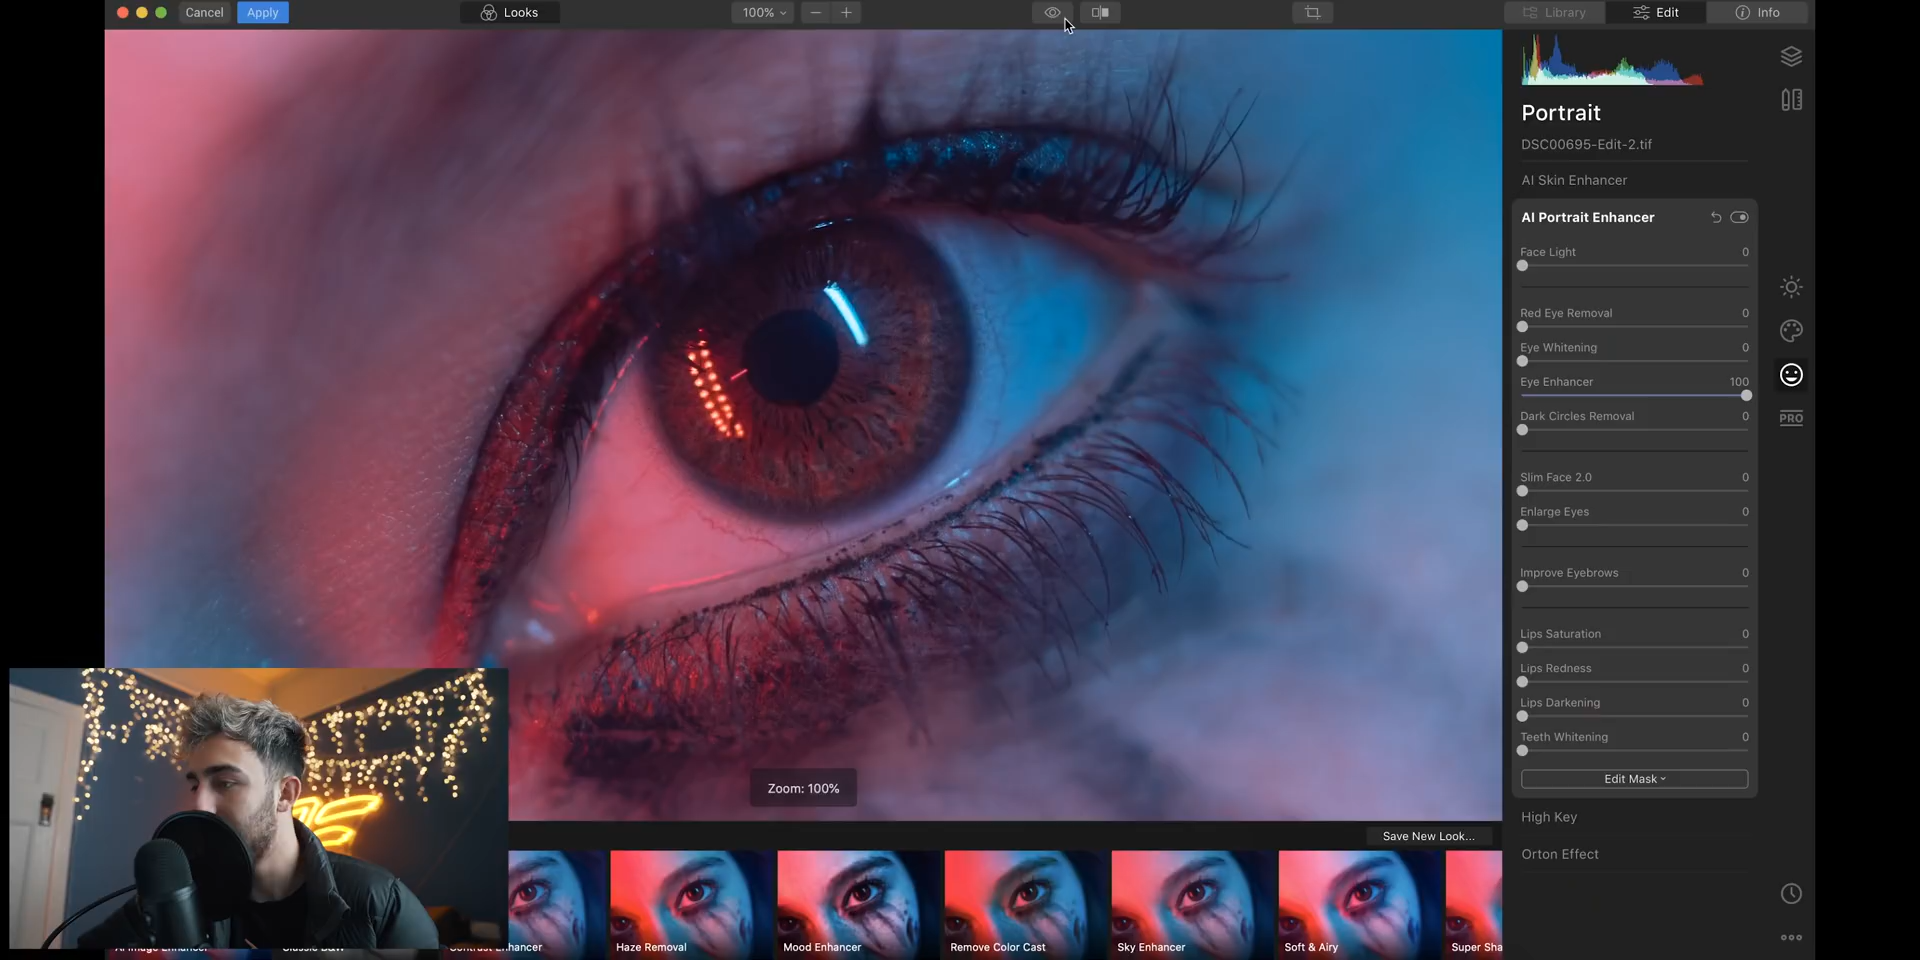 Cancel
Apply
Looks
100%
Library
Edit
Info
Portrait
DSC00695-Edit-2.tif
AI Skin Enhancer
AI Portrait Enhancer
Face Light 0
Red Eye Removal 0
Eye Whitening 0
Eye Enhancer 100
Dark Circles Removal 0
Slim Face 2.0 0
Enlarge Eyes 0
Improve Eyebrows 0
Lips Saturation 0
Lips Redness 0
Lips Darkening 0
Teeth Whitening 0
Edit Mask
High Key
Orton Effect
PRO
Zoom: 100%
Save New Look...
Haze Removal
Mood Enhancer
Remove Color Cast
Sky Enhancer
Soft & Airy
Super Sha